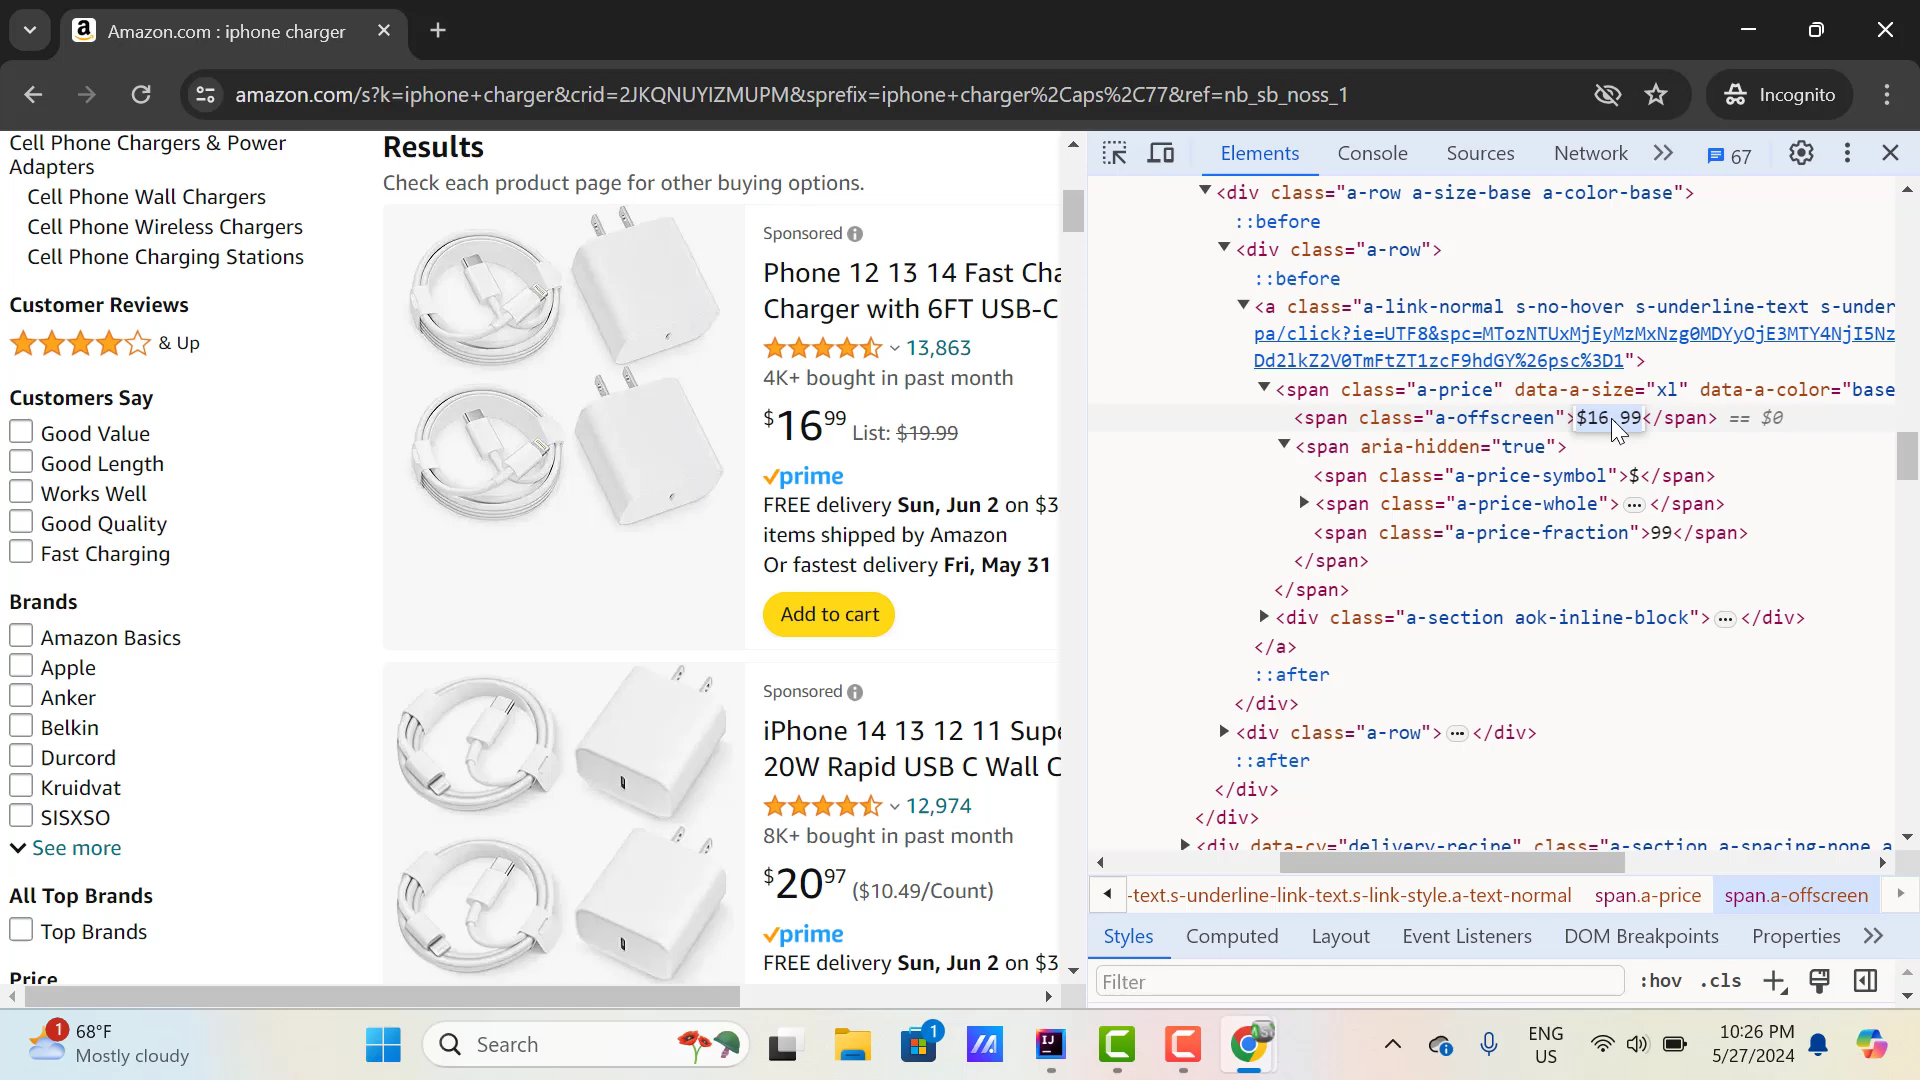 Amazon.com : iphone charger
amazon.com/s?k=iphone+charger&crid=2JKQNUYIZMUPM&sprefix=iphone+charger%2Caps%2C77&ref=nb_sb_noss_1
Incognito
Cell Phone Chargers & Power
Adapters
Cell Phone Wall Chargers
Cell Phone Wireless Chargers
Cell Phone Charging Stations
Customer Reviews
& Up
Customers Say
Good Value
Good Length
Works Well
Good Quality
Fast Charging
Brands
Amazon Basics
Apple
Anker
Belkin
Durcord
Kruidvat
SISXSO
See more
All Top Brands
Top Brands
Price
Results
Check each product page for other buying options.
Sponsored
Phone 12 13 14 Fast Cha
Charger with 6FT USB-C
13,863
4K+ bought in past month
$16 99 List: $19.99
prime
FREE delivery Sun, Jun 2 on $3
items shipped by Amazon
Or fastest delivery Fri, May 31
Add to cart
Sponsored
iPhone 14 13 12 11 Supe
20W Rapid USB C Wall C
12,974
8K+ bought in past month
$20 97 ($10.49/Count)
prime
FREE delivery Sun, Jun 2 on $3
Elements Console Sources Network 67
<div class="a-row a-size-base a-color-base">
::before
<div class="a-row">
::before
<a class="a-link-normal s-no-hover s-underline-text s-under
pa/click?ie=UTF8&spc=MTozNTUxMjEyMzMxNzg0MDYyOjE3MTY4NjI5Nz
Dd2lkZ2V0TmFtZT1zcF9hdGY%26psc%3D1">
<span class="a-price" data-a-size="xl" data-a-color="base
<span class="a-offscreen">$16.99</span> == $0
<span aria-hidden="true">
<span class="a-price-symbol">$</span>
<span class="a-price-whole">…</span>
<span class="a-price-fraction">99</span>
</span>
</span>
<div class="a-section aok-inline-block">…</div>
</a>
::after
</div>
<div class="a-row">…</div>
::after
</div>
</div>
<div data-cy="delivery-recipe" class="a-section a-spacing-none a
-text.s-underline-link-text.s-link-style.a-text-normal span.a-price span.a-offscreen
Styles Computed Layout Event Listeners DOM Breakpoints Properties
Filter :hov .cls
1
68°F
Mostly cloudy
Search
1
ENG
US
10:26 PM
5/27/2024